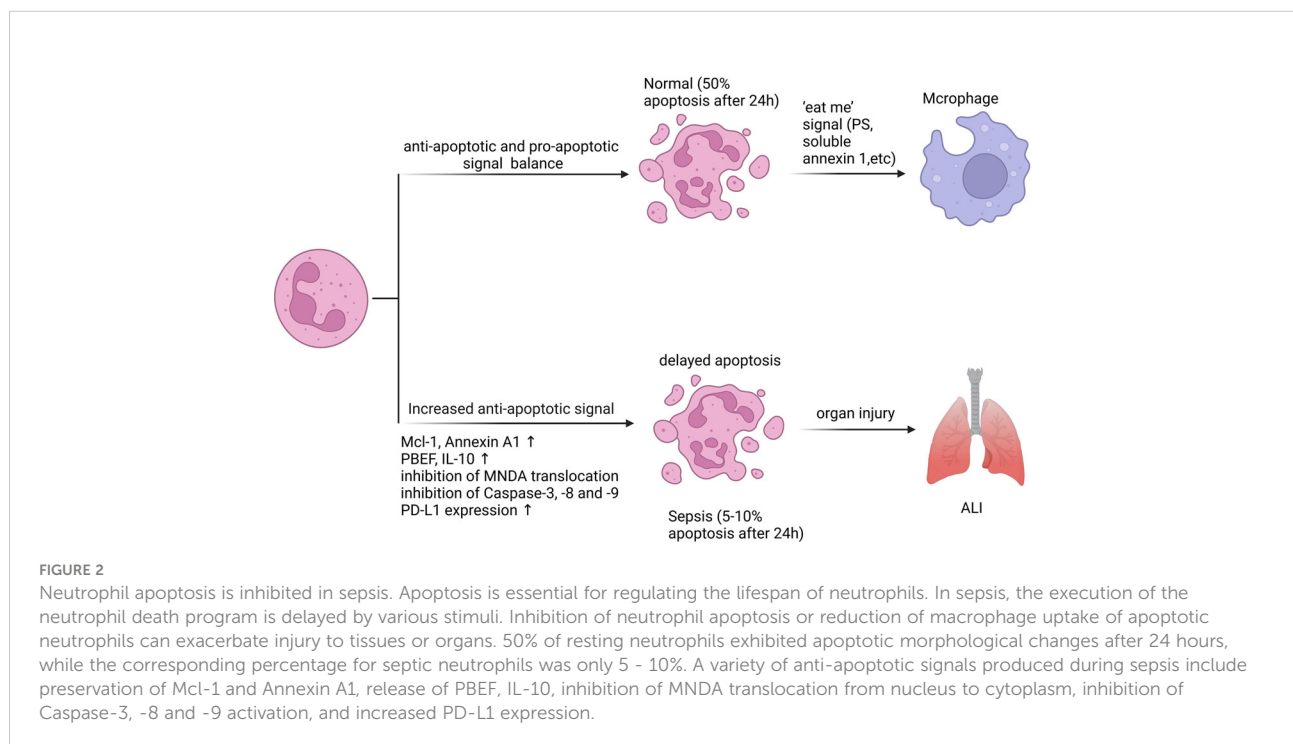 Normal (50%
apoptosis after 24h)
'eat me'
signal (PS,
soluble
annexin 1,etc)
Mcrophage
anti-apoptotic and pro-apoptotic
signal balance
delayed apoptosis
Increased anti-apoptotic signal
organ injury
Mcl-1, Annexin A1 ↑
PBEF, IL-10 ↑
inhibition of MNDA translocation
inhibition of Caspase-3, -8 and -9
PD-L1 expression ↑
Sepsis (5-10%
apoptosis after 24h)
ALI
FIGURE 2
Neutrophil apoptosis is inhibited in sepsis. Apoptosis is essential for regulating the lifespan of neutrophils. In sepsis, the execution of the
neutrophil death program is delayed by various stimuli. Inhibition of neutrophil apoptosis or reduction of macrophage uptake of apoptotic
neutrophils can exacerbate injury to tissues or organs. 50% of resting neutrophils exhibited apoptotic morphological changes after 24 hours,
while the corresponding percentage for septic neutrophils was only 5 - 10%. A variety of anti-apoptotic signals produced during sepsis include
preservation of Mcl-1 and Annexin A1, release of PBEF, IL-10, inhibition of MNDA translocation from nucleus to cytoplasm, inhibition of
Caspase-3, -8 and -9 activation, and increased PD-L1 expression.